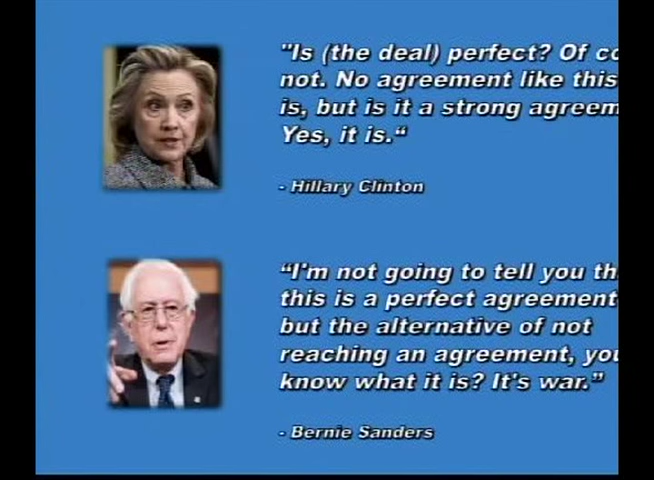 "Is (the deal) perfect? Of co
not. No agreement like this
is, but is it a strong agreem
Yes, it is.“
- Hillary Clinton
“I'm not going to tell you th
this is a perfect agreement
but the alternative of not
reaching an agreement, you
know what it is? It's war.”
- Bernie Sanders